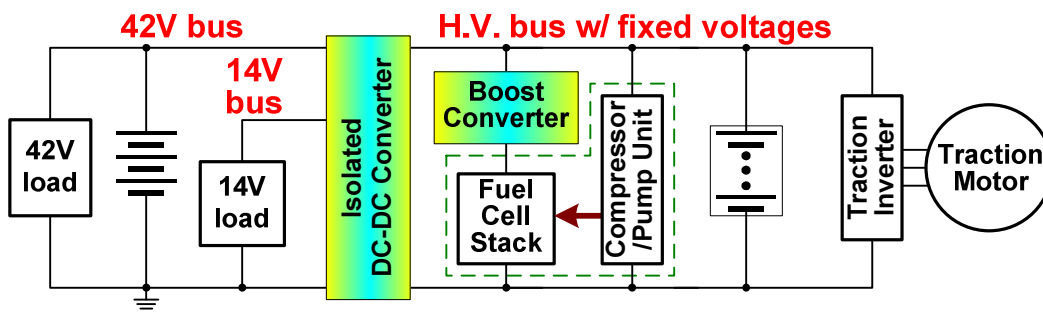 42V bus
H.V. bus w/ fixed voltages
14V
bus
42V
load
14V
load
Isolated
DC-DC Converter
Boost
Converter
Fuel
Cell
Stack
Compressor
/Pump Unit
Traction
Inverter
Traction
Motor